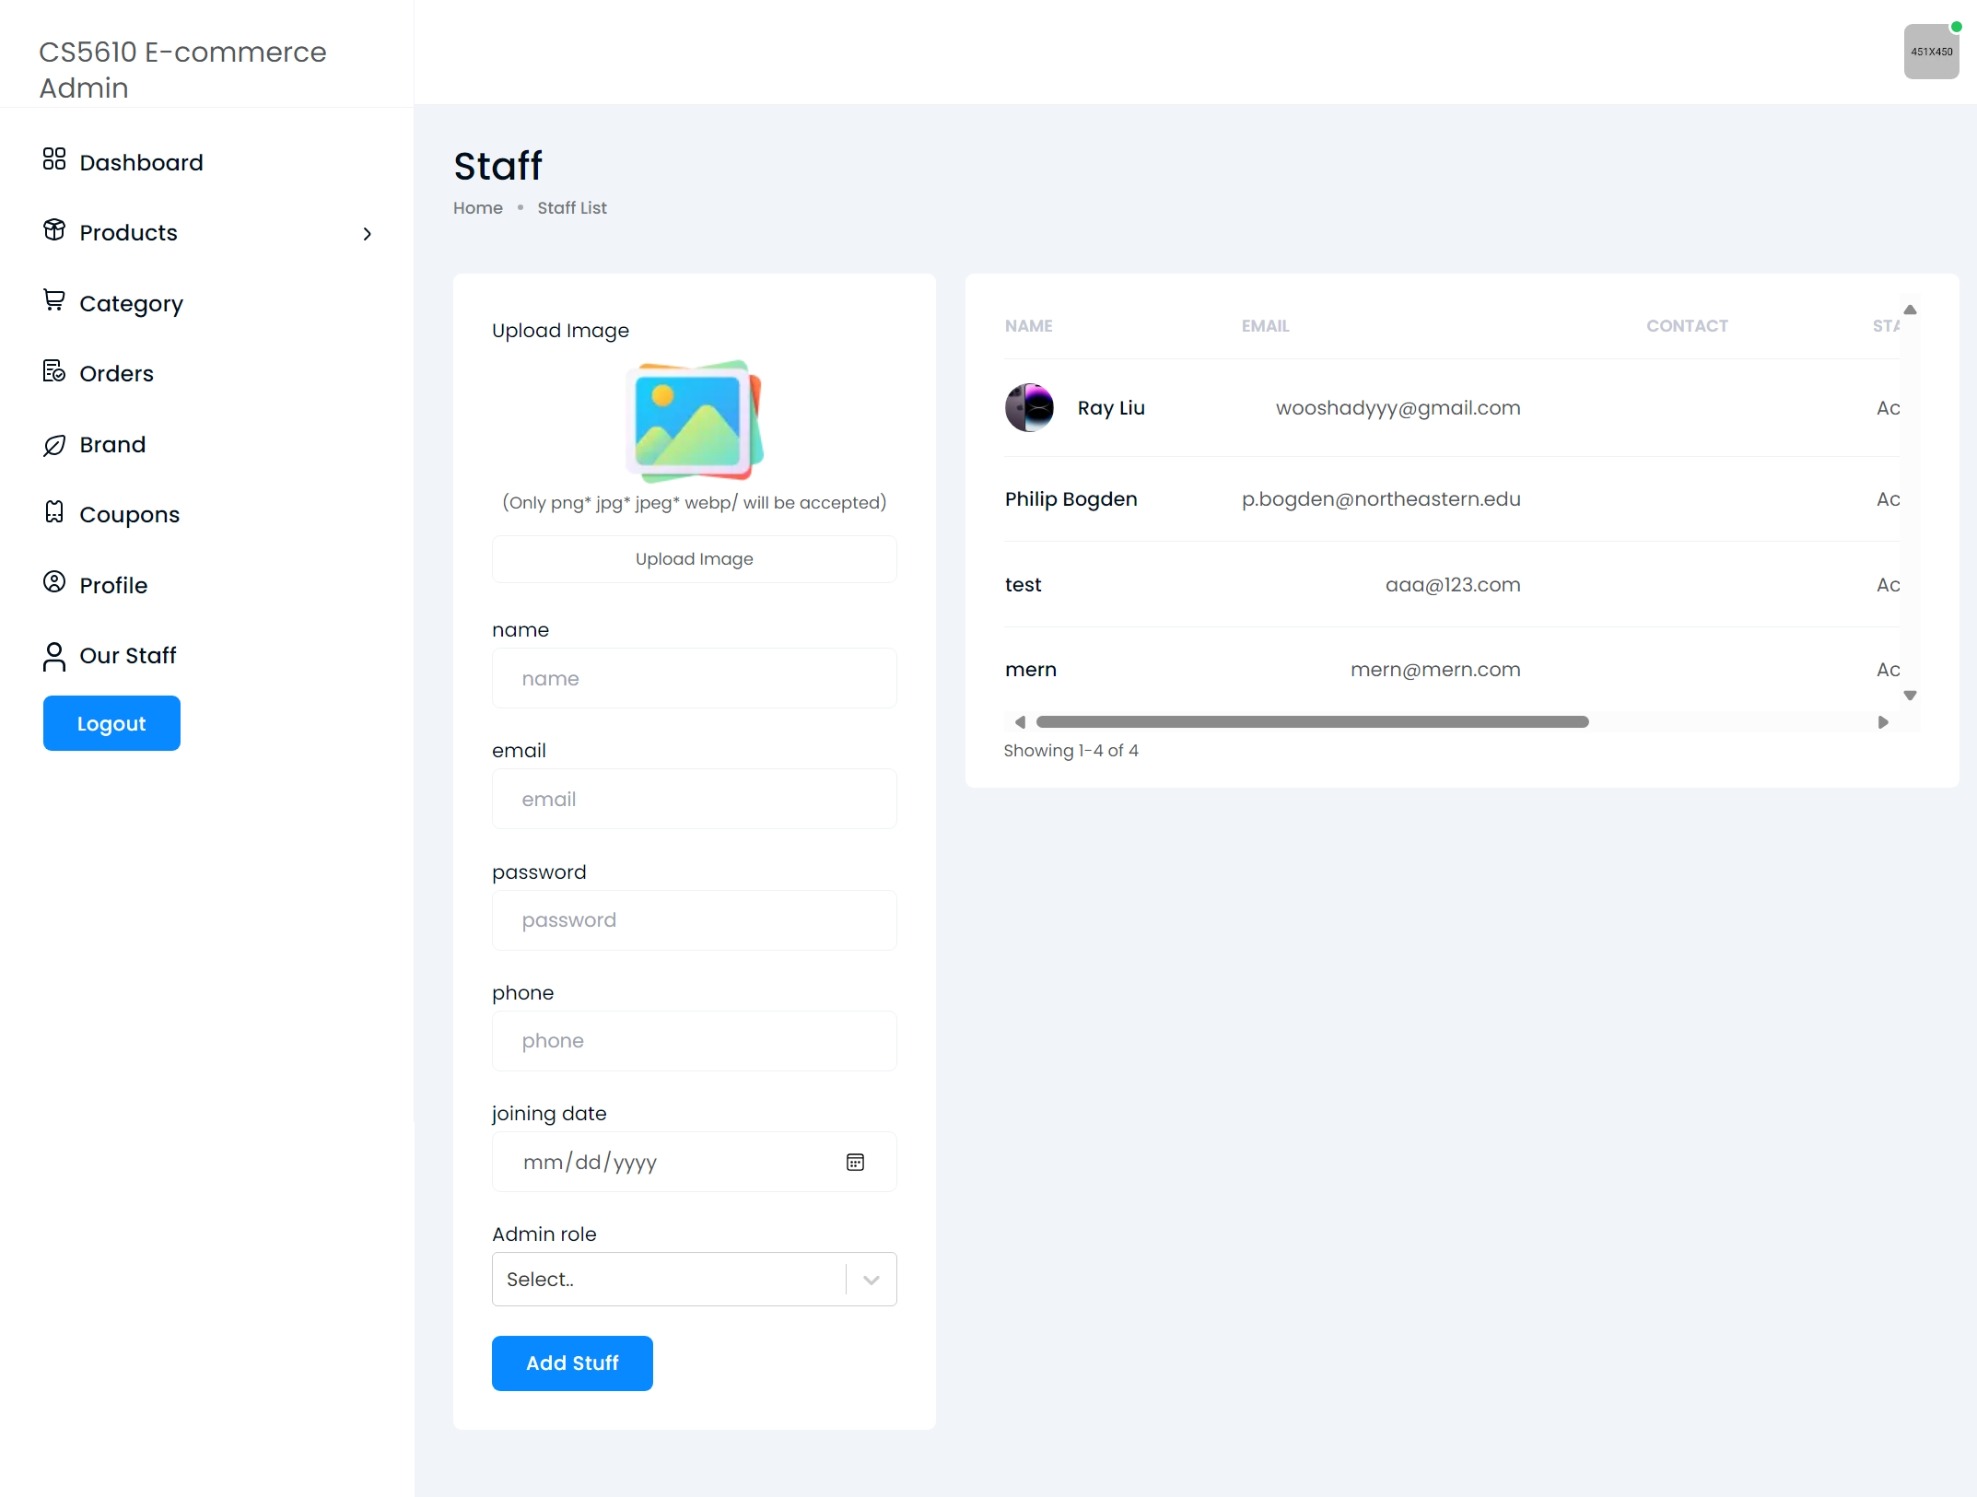 CS5610 E-commerce
Admin
451X450
Dashboard
Products
Category
Orders
Brand
Coupons
Profile
Our Staff
Logout
Staff
Home • Staff List
Upload Image
(Only png* jpg* jpeg* webp/ will be accepted)
Upload Image
name
name
email
email
password
password
phone
phone
joining date
mm/dd/yyyy
Admin role
Select..
Add Stuff
NAME EMAIL CONTACT STA
Ray Liu wooshadyyy@gmail.com Ac
Philip Bogden p.bogden@northeastern.edu Ac
test aaa@123.com Ac
mern mern@mern.com Ac
Showing 1-4 of 4